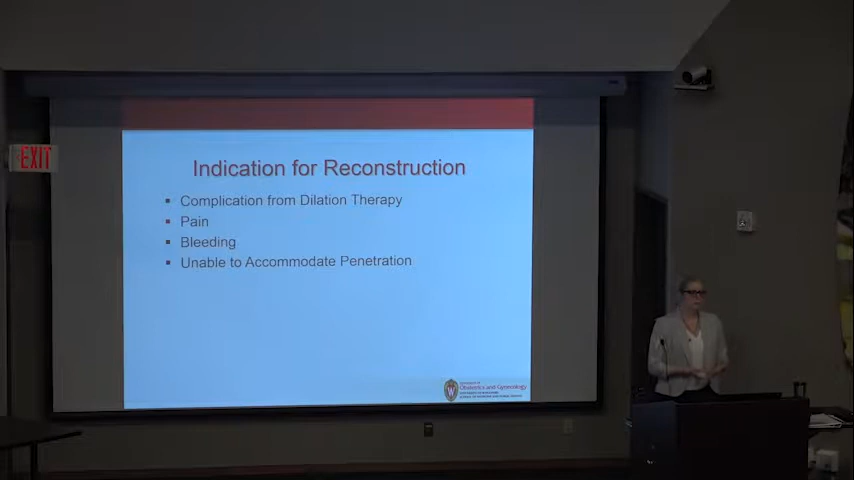 EXIT
Indication for Reconstruction
Complication from Dilation Therapy
Pain
Bleeding
Unable to Accommodate Penetration
Obstetrics and Gynecology